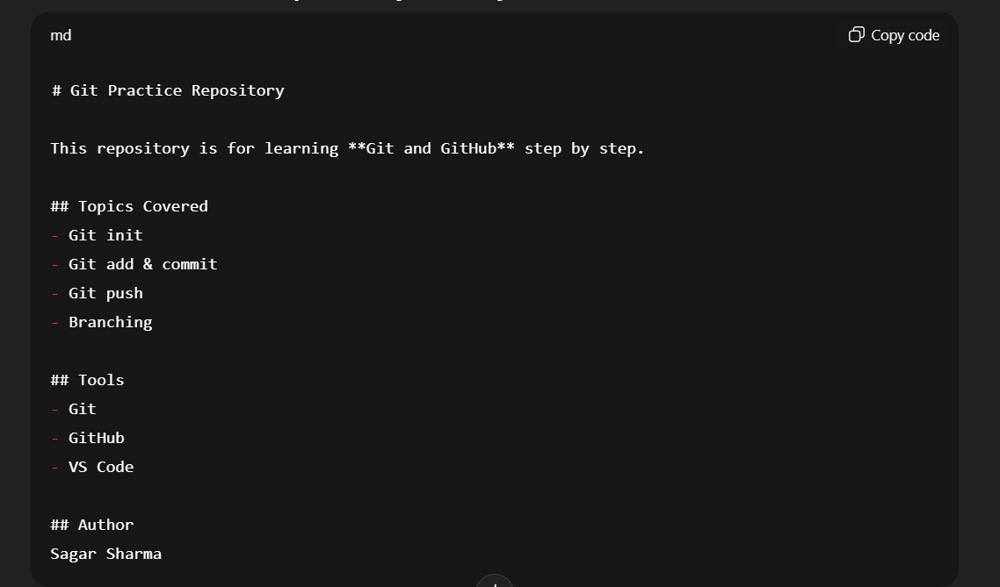 md
Copy code
# Git Practice Repository
This repository is for learning **Git and GitHub** step by step.
## Topics Covered
- Git init
- Git add & commit
- Git push
- Branching
## Tools
- Git
- GitHub
- VS Code
## Author
Sagar Sharma